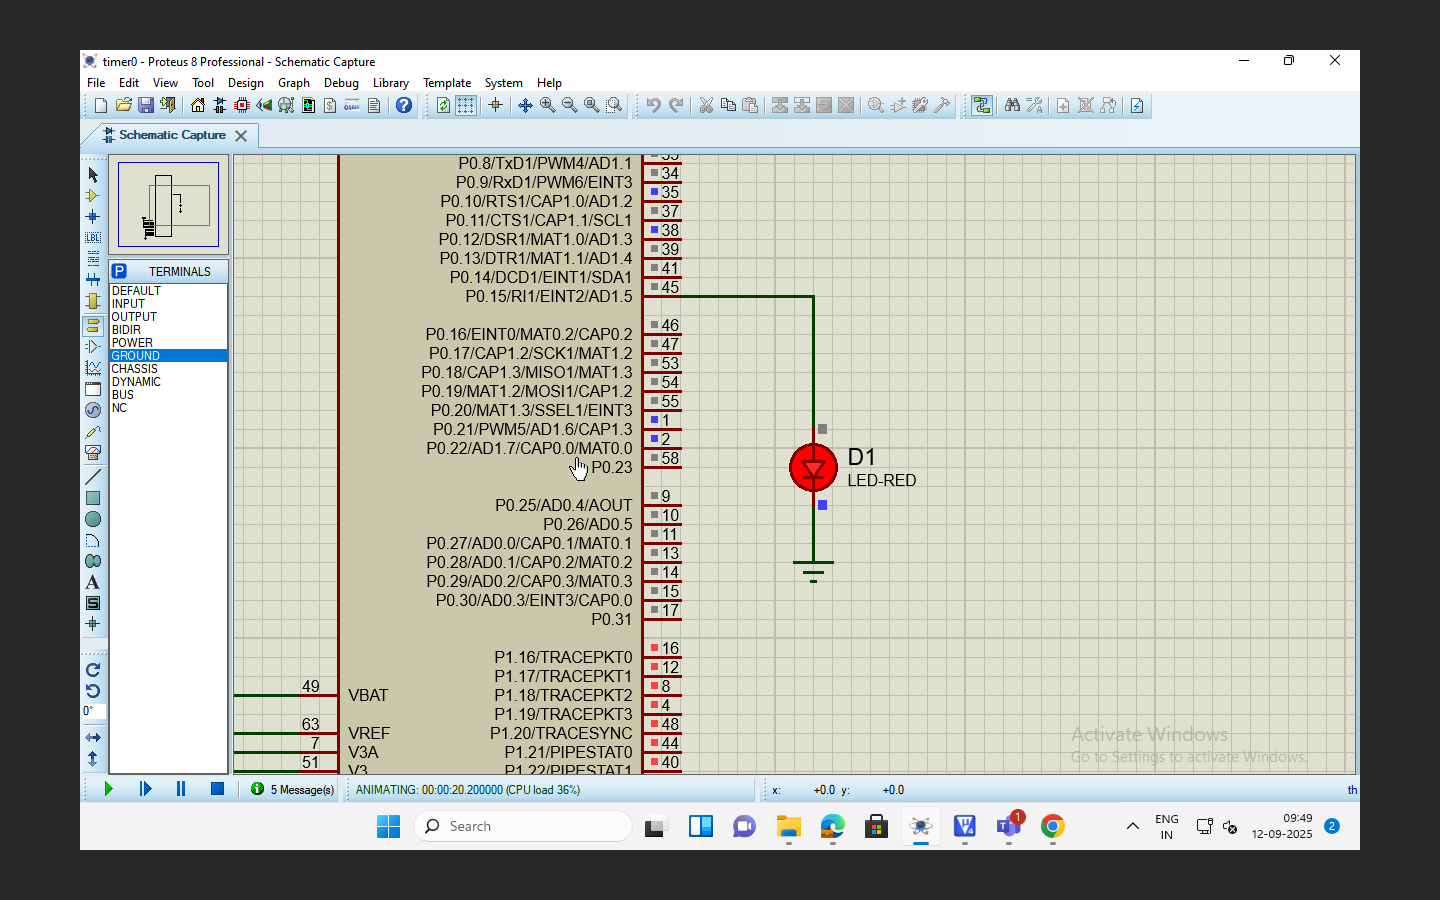 timer0 - Proteus 8 Professional - Schematic Capture
File Edit View Tool Design Graph Debug Library Template System Help
Schematic Capture
P TERMINALS
DEFAULT
INPUT
OUTPUT
BIDIR
POWER
GROUND
CHASSIS
DYNAMIC
BUS
NC
LBL
A
S
0°
P0.8/TxD1/PWM4/AD1.1 33
P0.9/RxD1/PWM6/EINT3 34
P0.10/RTS1/CAP1.0/AD1.2 35
P0.11/CTS1/CAP1.1/SCL1 37
P0.12/DSR1/MAT1.0/AD1.3 38
P0.13/DTR1/MAT1.1/AD1.4 39
P0.14/DCD1/EINT1/SDA1 41
P0.15/RI1/EINT2/AD1.5 45
P0.16/EINT0/MAT0.2/CAP0.2 46
P0.17/CAP1.2/SCK1/MAT1.2 47
P0.18/CAP1.3/MISO1/MAT1.3 53
P0.19/MAT1.2/MOSI1/CAP1.2 54
P0.20/MAT1.3/SSEL1/EINT3 55
P0.21/PWM5/AD1.6/CAP1.3 1
P0.22/AD1.7/CAP0.0/MAT0.0 2
P0.23 58
P0.25/AD0.4/AOUT 9
P0.26/AD0.5 10
P0.27/AD0.0/CAP0.1/MAT0.1 11
P0.28/AD0.1/CAP0.2/MAT0.2 13
P0.29/AD0.2/CAP0.3/MAT0.3 14
P0.30/AD0.3/EINT3/CAP0.0 15
P0.31 17
P1.16/TRACEPKT0 16
P1.17/TRACEPKT1 12
49 VBAT P1.18/TRACEPKT2 8
P1.19/TRACEPKT3 4
63 VREF P1.20/TRACESYNC 48
7 V3A P1.21/PIPESTAT0 44
51 V3 P1.22/PIPESTAT1 40
D1
LED-RED
Activate Windows
Go to Settings to activate Windows.
5 Message(s) ANIMATING: 00:00:20.200000 (CPU load 36%) x: +0.0 y: +0.0 th
Search
1
ENG
IN
09:49
12-09-2025
2